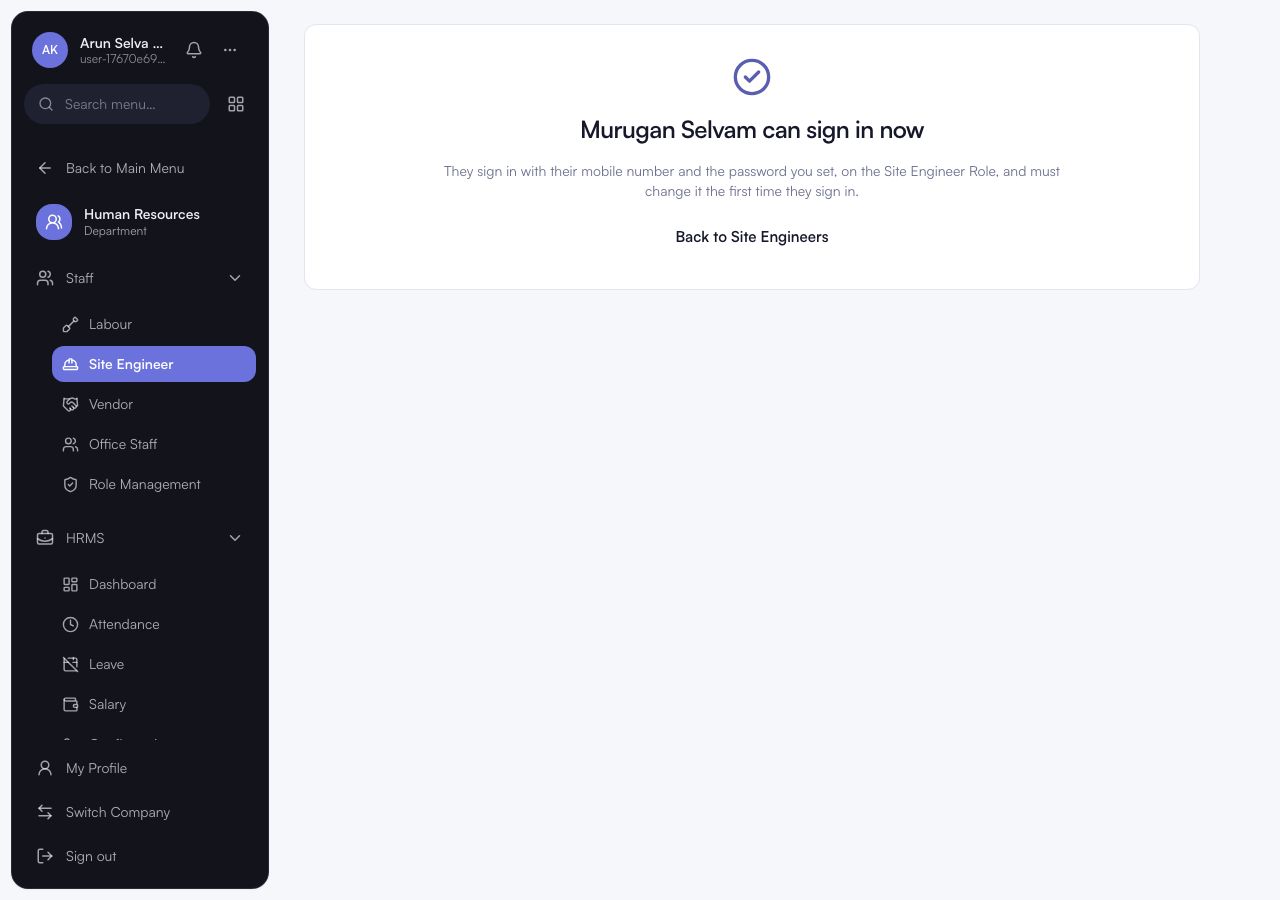 AK
Arun Selva ...
user-17670e69...
Search menu...
Back to Main Menu
Human Resources
Department
Staff
Labour
Site Engineer
Vendor
Office Staff
Role Management
HRMS
Dashboard
Attendance
Leave
Salary
My Profile
Switch Company
Sign out
Murugan Selvam can sign in now
They sign in with their mobile number and the password you set, on the Site Engineer Role, and must
change it the first time they sign in.
Back to Site Engineers